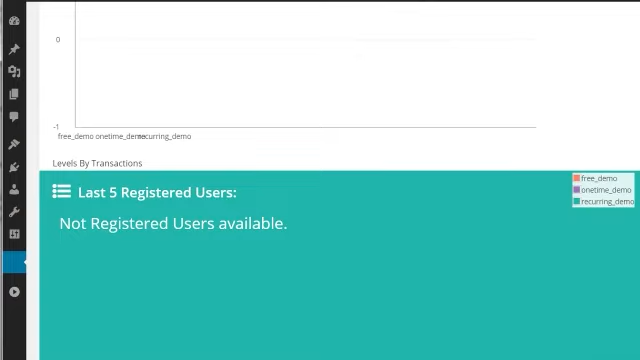 0
-1
free_demo onetime_demo recurring_demo
Levels By Transactions
free_demo
onetime_demo
recurring_demo
Last 5 Registered Users:
Not Registered Users available.